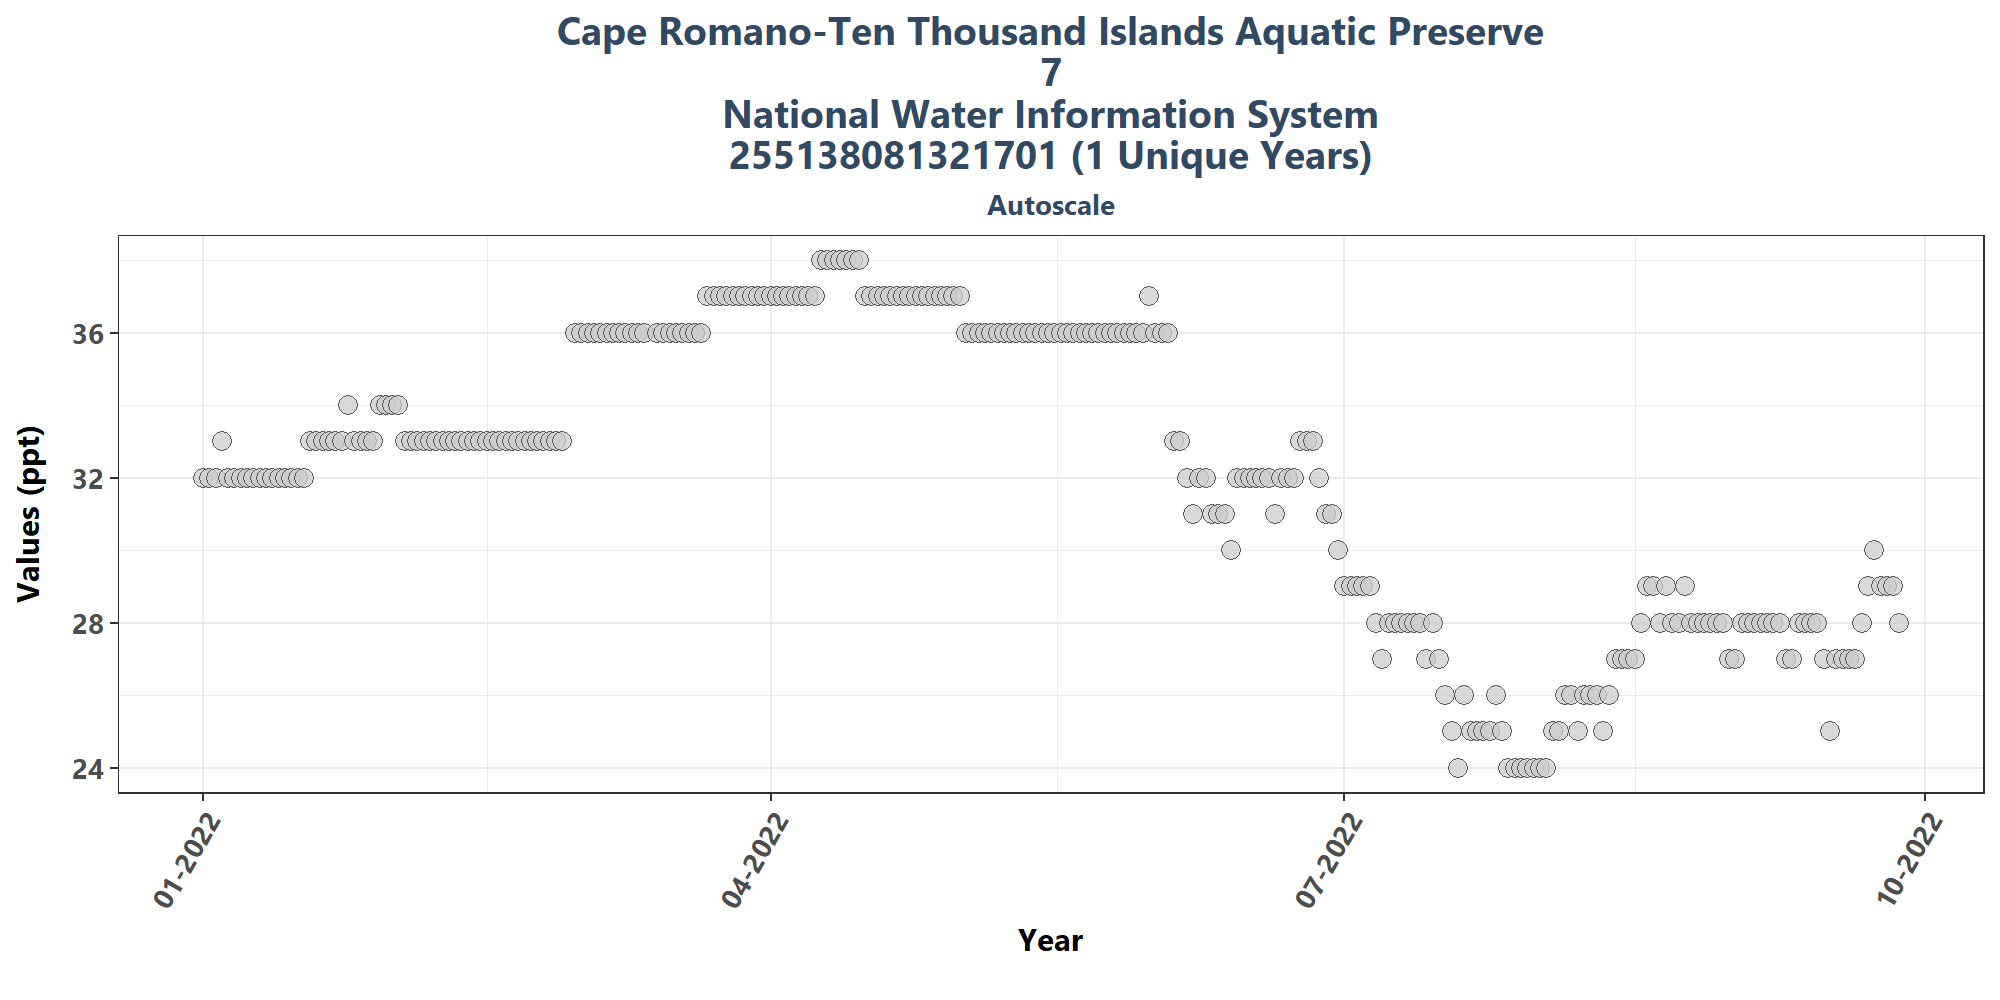 Cape Romano-Ten Thousand Islands Aquatic Preserve
7
National Water Information System
255138081321701 (1 Unique Years)
Autoscale
Values (ppt)
36
32
28
24
01-2022
04-2022
07-2022
10-2022
Year